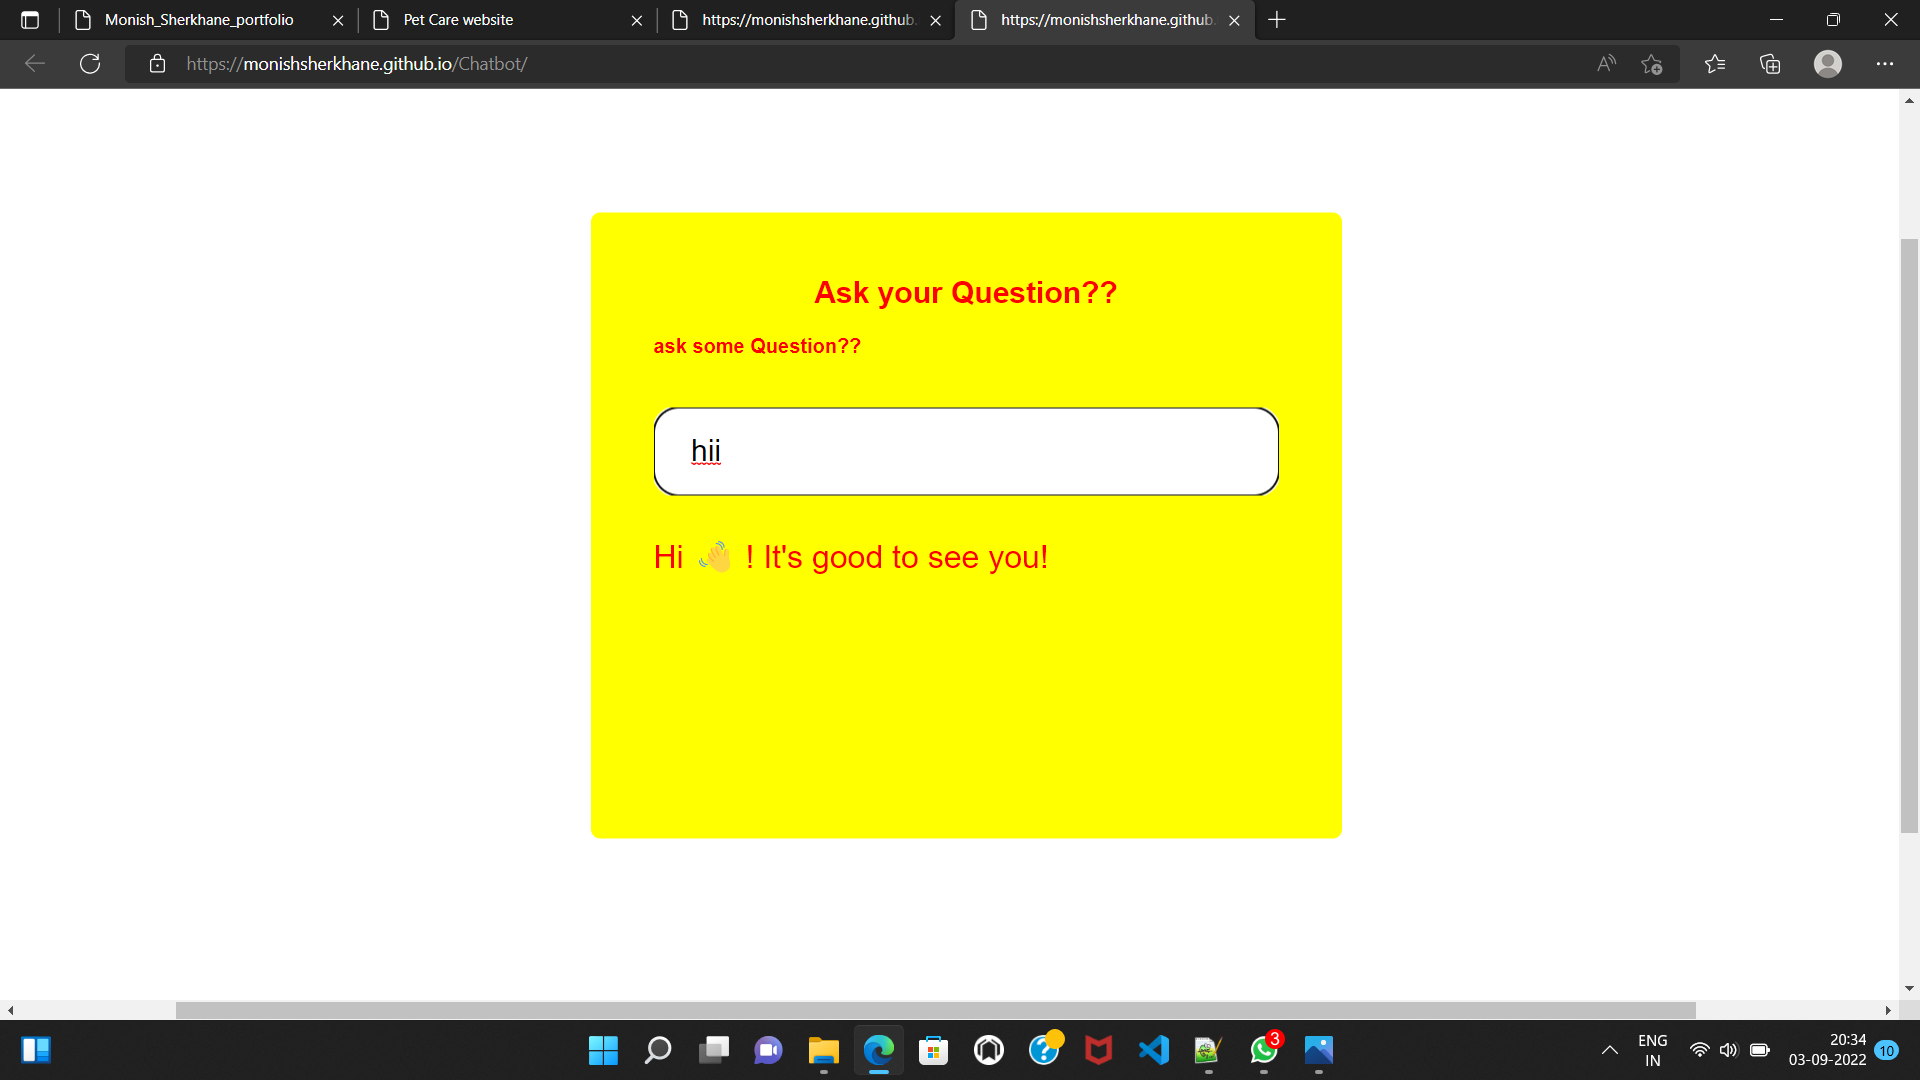 Monish_Sherkhane_portfolio
Pet Care website
https://monishsherkhane.github.
https://monishsherkhane.github.
https://monishsherkhane.github.io/Chatbot/
Ask your Question??
ask some Question??
hii
Hi 👋 ! It's good to see you!
3
ENG
IN
20:34
03-09-2022
10